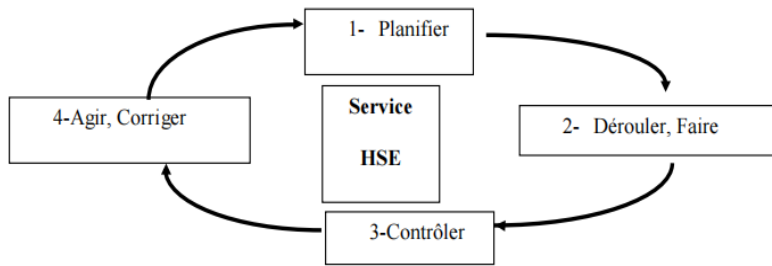 1- Planifier
4-Agir, Corriger
Service
HSE
2- Dérouler, Faire
3-Contrôler